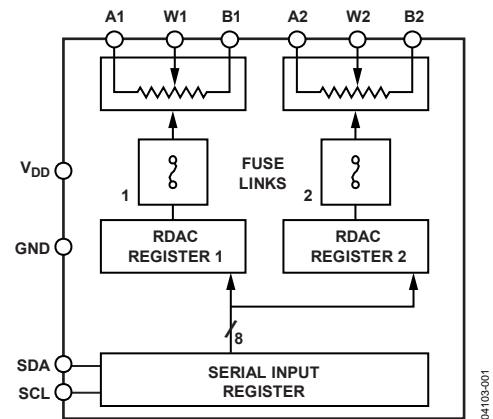 A1 W1 B1 A2 W2 B2
V_DD
FUSE
LINKS
1 2
GND
RDAC
REGISTER 1
RDAC
REGISTER 2
8
SDA
SCL
SERIAL INPUT
REGISTER
04103-001